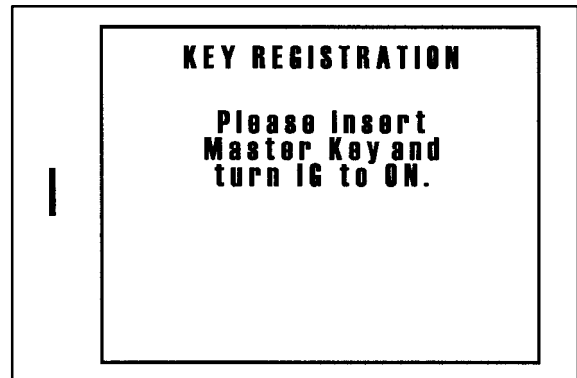 KEY REGISTRATION
Please insert
Master Key and
turn IG to ON.